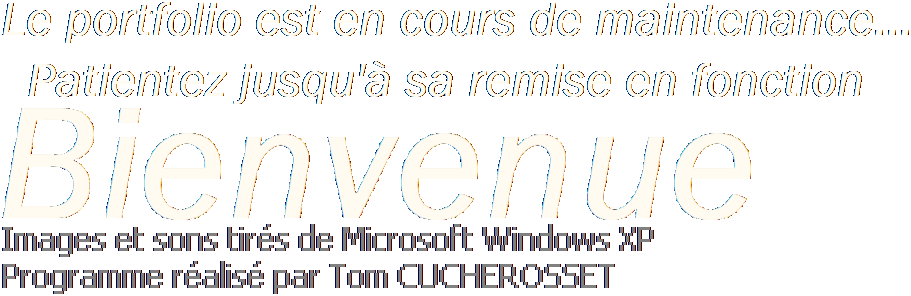 Le portfolio est en cours de maintenance....
Patientez jusqu'à sa remise en fonction
Bienvenue
Images et sons tirés de Microsoft Windows XP
Programme réalisé par Tom CUCHEROSSET